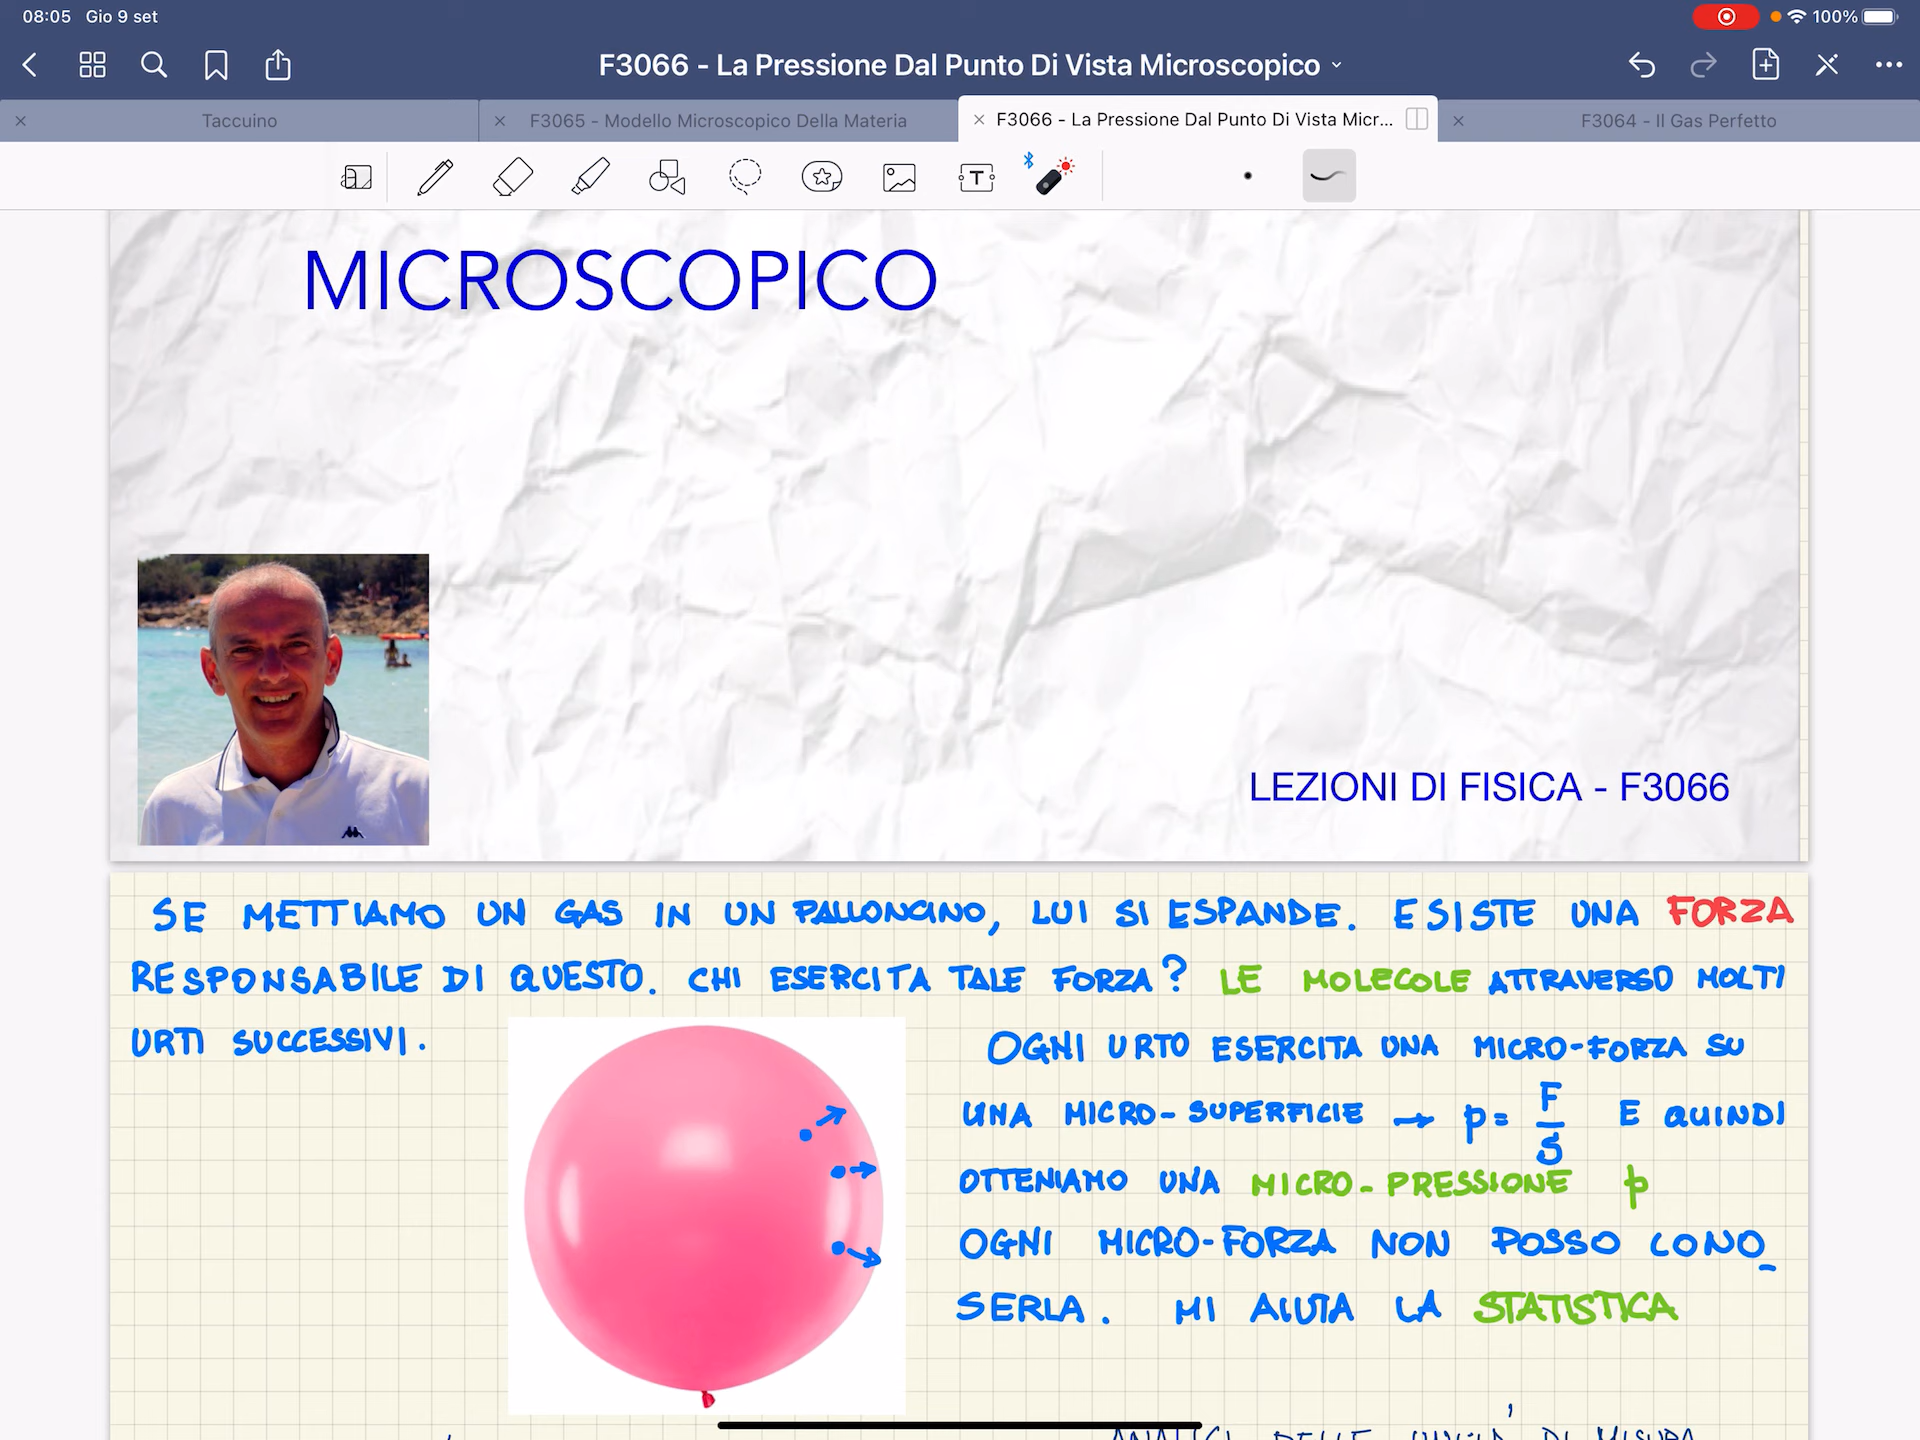 08:05 Gio 9 set
100%
F3066 - La Pressione Dal Punto Di Vista Microscopico
Taccuino
F3065 - Modello Microscopico Della Materia
F3066 - La Pressione Dal Punto Di Vista Micr...
F3064 - Il Gas Perfetto
MICROSCOPICO
LEZIONI DI FISICA - F3066
SE METTIAMO UN GAS IN UN PALLONCINO, LUI SI ESPANDE. ESISTE UNA FORZA
RESPONSABILE DI QUESTO. CHI ESERCITA TALE FORZA? LE MOLECOLE ATTRAVERSO MOLTI
URTI SUCCESSIVI.
OGNI URTO ESERCITA UNA MICRO-FORZA SU
UNA MICRO-SUPERFICIE → p = F/S E QUINDI
OTTENIAMO UNA MICRO-PRESSIONE p
OGNI MICRO-FORZA NON POSSO CONO_
SERLA. MI AIUTA LA STATISTICA
DI MISURA